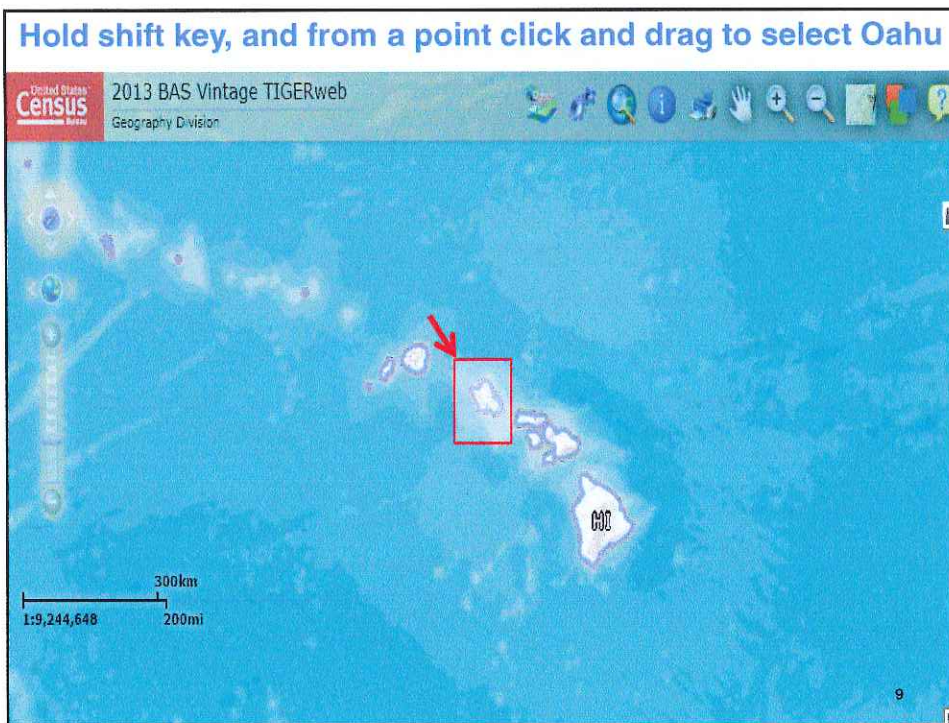 Hold shift key, and from a point click and drag to select Oahu
United States
Census
Bureau
2013 BAS Vintage TIGERweb
Geography Division
HI
300km
1:9,244,648
200mi
9